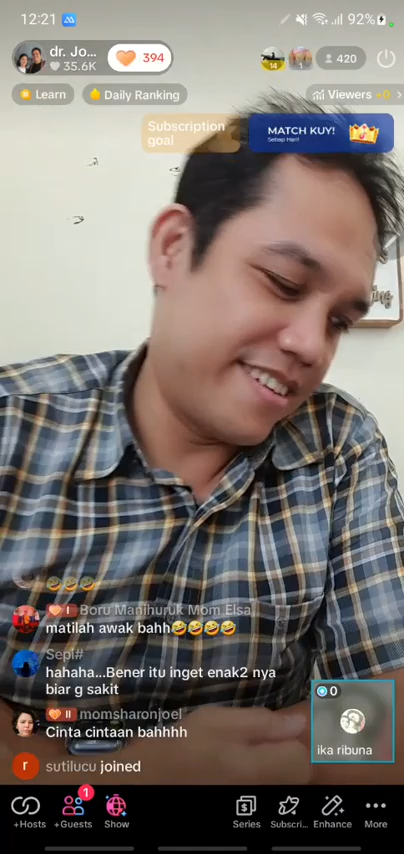 12:21
92%
dr. Jo...
35.6K
394
14
420
Learn
Daily Ranking
Viewers +0
Subscription
goal
MATCH KUY!
Setiap Hari!
Boru Manihuruk Mom Elsa
I
matilah awak bahh🤣🤣🤣🤣
Sepi#
hahaha...Bener itu inget enak2 nya
biar g sakit
II momsharonjoel
Cinta cintaan bahhhh
r sutilucu joined
0
ika ribuna
+Hosts
1
+Guests
Show
Series
Subscri...
Enhance
More